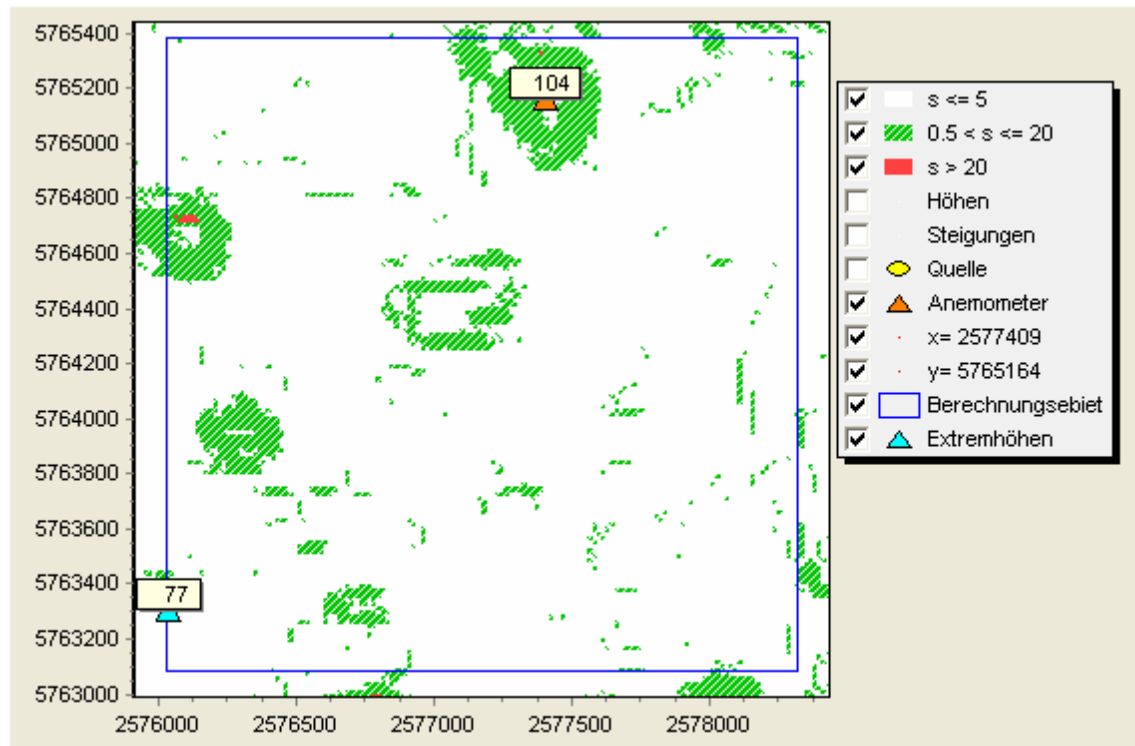 5765400
5765200
5765000
5764800
5764600
5764400
5764200
5764000
5763800
5763600
5763400
5763200
5763000
2576000 2576500 2577000 2577500 2578000
104
77
s <= 5
0.5 < s <= 20
s > 20
Höhen
Steigungen
Quelle
Anemometer
x= 2577409
y= 5765164
Berechnungsebiet
Extremhöhen